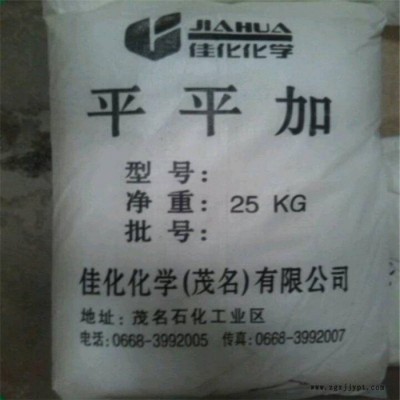 JIAHUA
佳化化学
平平加
型号:
净重: 25 KG
批号:
佳化化学(茂名)有限公司
地址: 茂名石化工业区
电话:0668-3992005 传真:0668-3992007